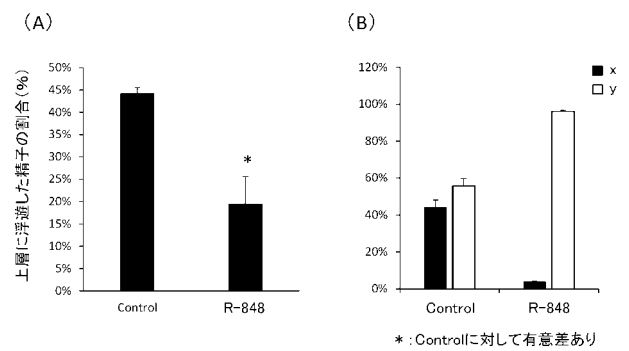 (A)
上層に浮遊した精子の割合(%)
50%
45%
40%
35%
30%
25%
20%
15%
10%
5%
0%
*
Control
R-848
(B)
x
y
120%
100%
80%
60%
40%
20%
0%
Control
R-848
*:Controlに対して有意差あり